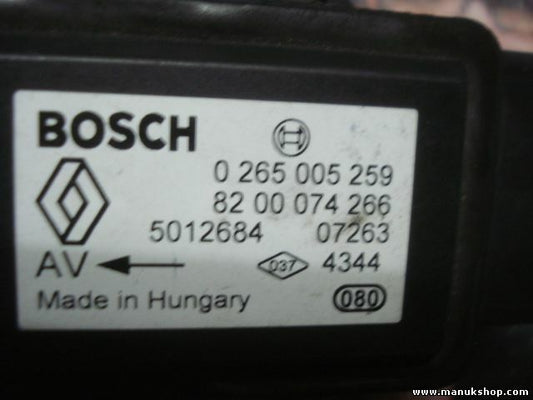 BOSCH
0 265 005 259
82 00 074 266
5012684 07263
AV 037 4344
Made in Hungary 080
www.manukshop.com